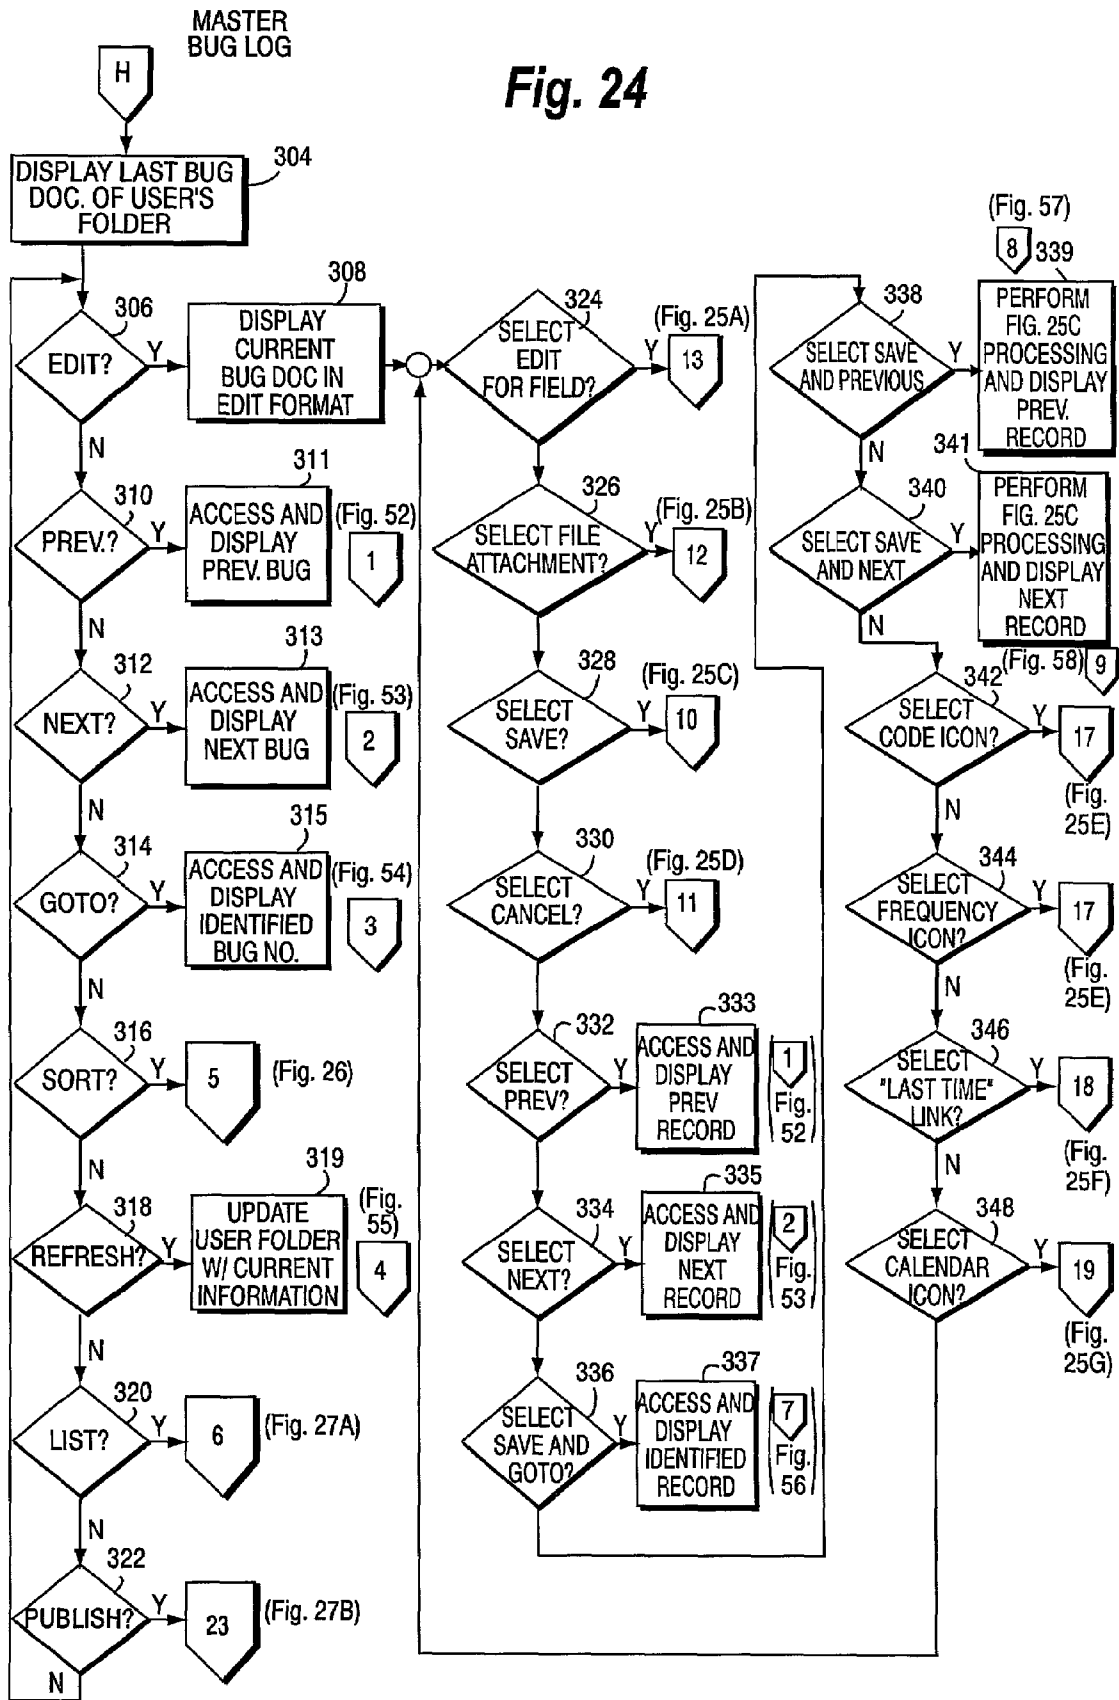 MASTER
BUG LOG
H
Fig. 24
304
DISPLAY LAST BUG
DOC. OF USER'S
FOLDER
306
EDIT?
Y
N
308
DISPLAY
CURRENT
BUG DOC IN
EDIT FORMAT
310
PREV.?
Y
N
311
ACCESS AND
DISPLAY
PREV. BUG
(Fig. 52)
1
312
NEXT?
Y
N
313
ACCESS AND
DISPLAY
NEXT BUG
(Fig. 53)
2
314
GOTO?
Y
N
315
ACCESS AND
DISPLAY
IDENTIFIED
BUG NO.
(Fig. 54)
3
316
SORT?
Y
N
5
(Fig. 26)
318
REFRESH?
Y
N
319
UPDATE
USER FOLDER
W/ CURRENT
INFORMATION
(Fig.
55)
4
320
LIST?
Y
N
6
(Fig. 27A)
322
PUBLISH?
Y
N
23
(Fig. 27B)
324
SELECT
EDIT
FOR FIELD?
Y
(Fig. 25A)
13
326
SELECT FILE
ATTACHMENT?
Y
(Fig. 25B)
12
328
SELECT
SAVE?
Y
(Fig. 25C)
10
330
SELECT
CANCEL?
Y
(Fig. 25D)
11
332
SELECT
PREV?
Y
333
ACCESS AND
DISPLAY
PREV
RECORD
1
(Fig.
52)
334
SELECT
NEXT?
Y
335
ACCESS AND
DISPLAY
NEXT
RECORD
2
(Fig.
53)
336
SELECT
SAVE AND
GOTO?
Y
337
ACCESS AND
DISPLAY
IDENTIFIED
RECORD
7
(Fig.
56)
338
SELECT SAVE
AND PREVIOUS
Y
N
(Fig. 57)
8
339
PERFORM
FIG. 25C
PROCESSING
AND DISPLAY
PREV.
RECORD
340
SELECT SAVE
AND NEXT
Y
N
341
PERFORM
FIG. 25C
PROCESSING
AND DISPLAY
NEXT
RECORD
(Fig. 58)
9
342
SELECT
CODE ICON?
Y
N
17
(Fig.
25E)
344
SELECT
FREQUENCY
ICON?
Y
N
17
(Fig.
25E)
346
SELECT
"LAST TIME"
LINK?
Y
N
18
(Fig.
25F)
348
SELECT
CALENDAR
ICON?
Y
19
(Fig.
25G)